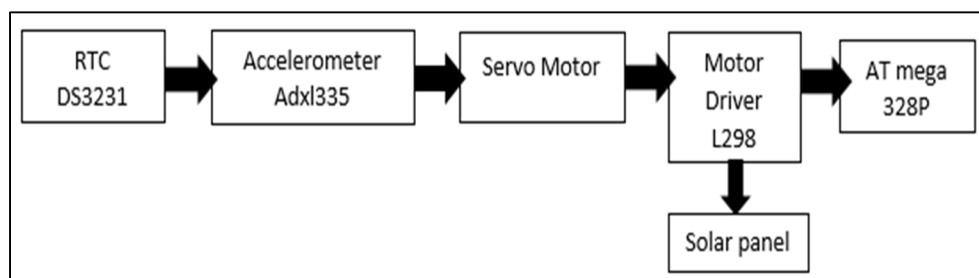 RTC
DS3231
Accelerometer
Adxl335
Servo Motor
Motor
Driver
L298
AT mega
328P
Solar panel